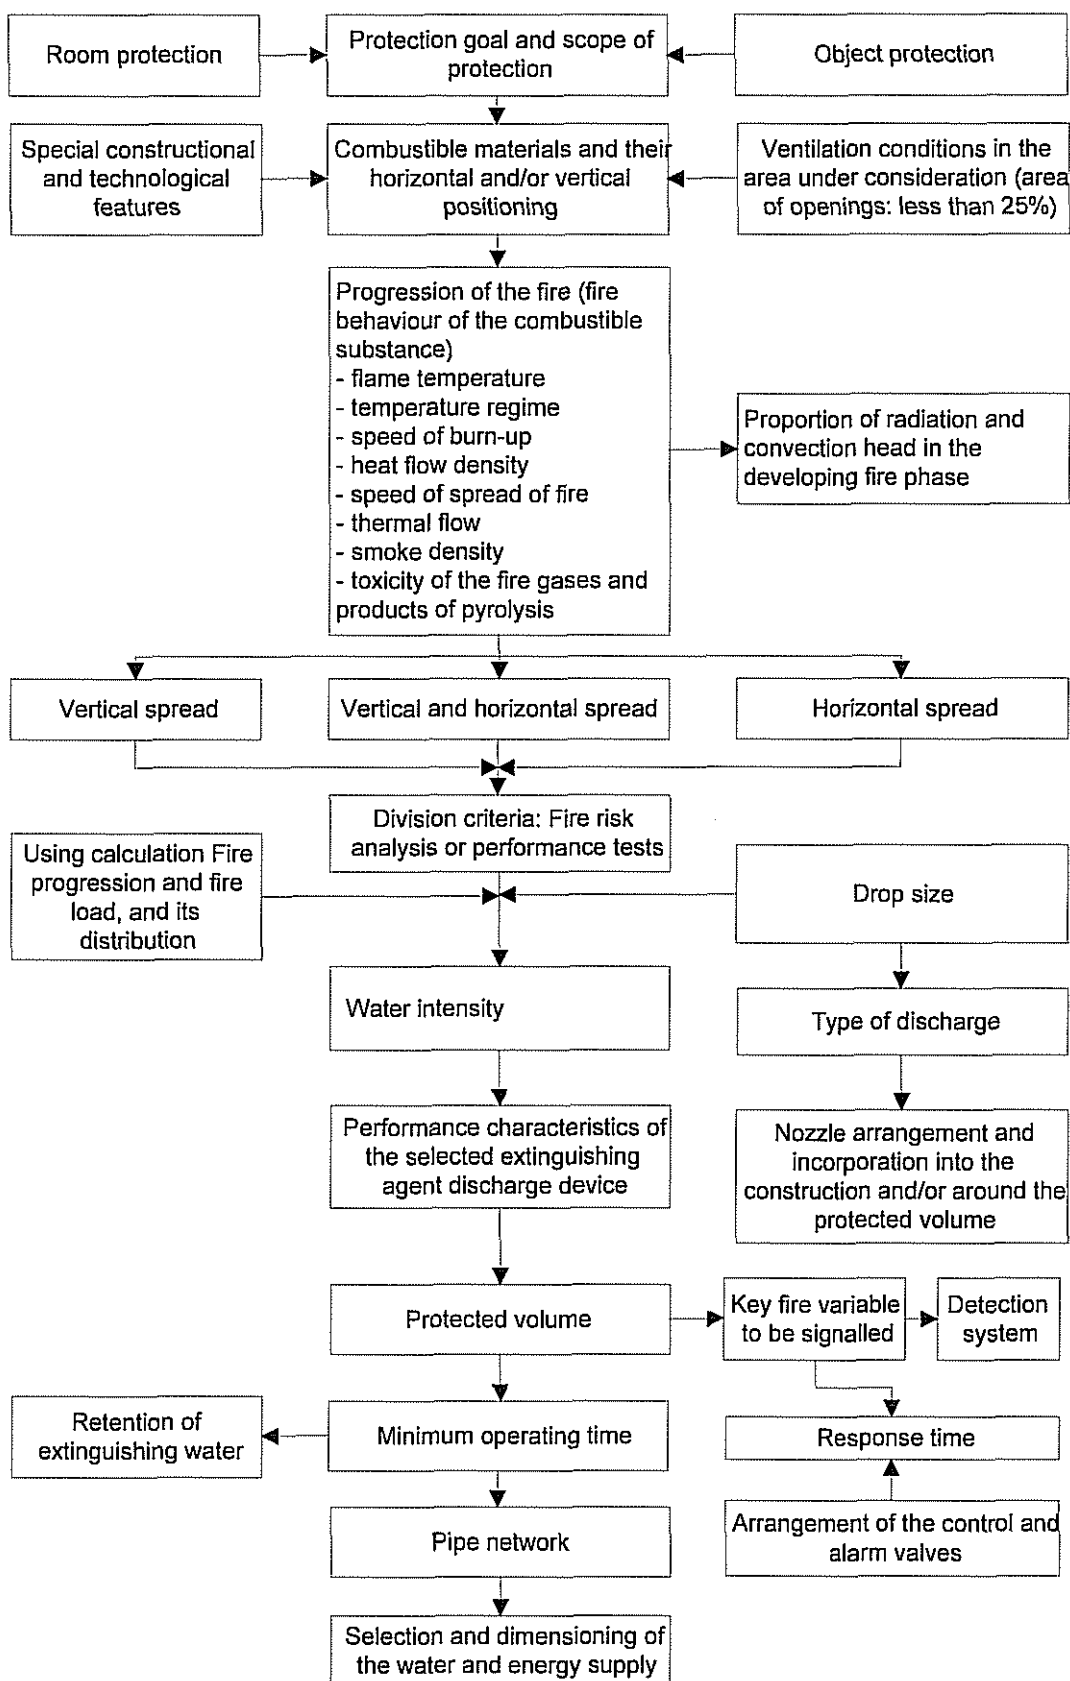 Room protection
Protection goal and scope of
protection
Object protection
Special constructional
and technological
features
Combustible materials and their
horizontal and/or vertical
positioning
Ventilation conditions in the
area under consideration (area
of openings: less than 25%)
Progression of the fire (fire
behaviour of the combustible
substance)
- flame temperature
- temperature regime
- speed of burn-up
- heat flow density
- speed of spread of fire
- thermal flow
- smoke density
- toxicity of the fire gases and
products of pyrolysis
Proportion of radiation and
convection head in the
developing fire phase
Vertical spread
Vertical and horizontal spread
Horizontal spread
Division criteria: Fire risk
analysis or performance tests
Using calculation Fire
progression and fire
load, and its
distribution
Drop size
Water intensity
Type of discharge
Performance characteristics of
the selected extinguishing
agent discharge device
Nozzle arrangement and
incorporation into the
construction and/or around the
protected volume
Protected volume
Key fire variable
to be signalled
Detection
system
Retention of
extinguishing water
Minimum operating time
Response time
Pipe network
Arrangement of the control and
alarm valves
Selection and dimensioning of
the water and energy supply